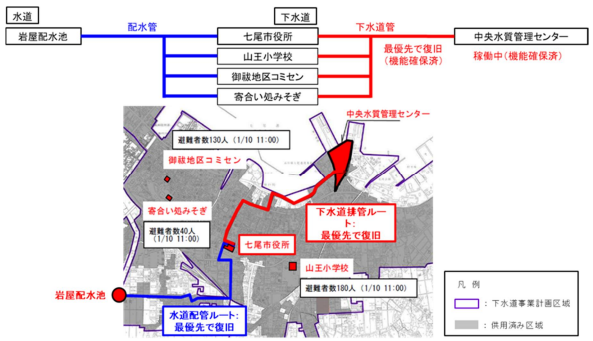 水道
下水道
配水管
下水道管
岩屋配水池
七尾市役所
中央水質管理センター
山王小学校
最優先で復旧
(機能確保済)
稼働中(機能確保済)
御祓地区コミセン
寄合い処みそぎ
中央水質管理センター
避難者数130人(1/10 11:00)
御祓地区コミセン
寄合い処みそぎ
避難者数40人
(1/10 11:00)
下水道排管ルート:
最優先で復旧
七尾市役所
山王小学校
避難者数180人(1/10 11:00)
岩屋配水池
水道配管ルート:
最優先で復旧
凡 例
:下水道事業計画区域
:供用済み区域